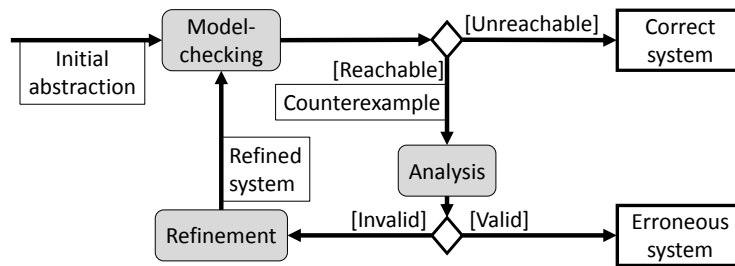 Model-
checking
[Unreachable]
Correct
system
Initial
abstraction
[Reachable]
Counterexample
Refined
system
Analysis
[Invalid]
[Valid]
Refinement
Erroneous
system